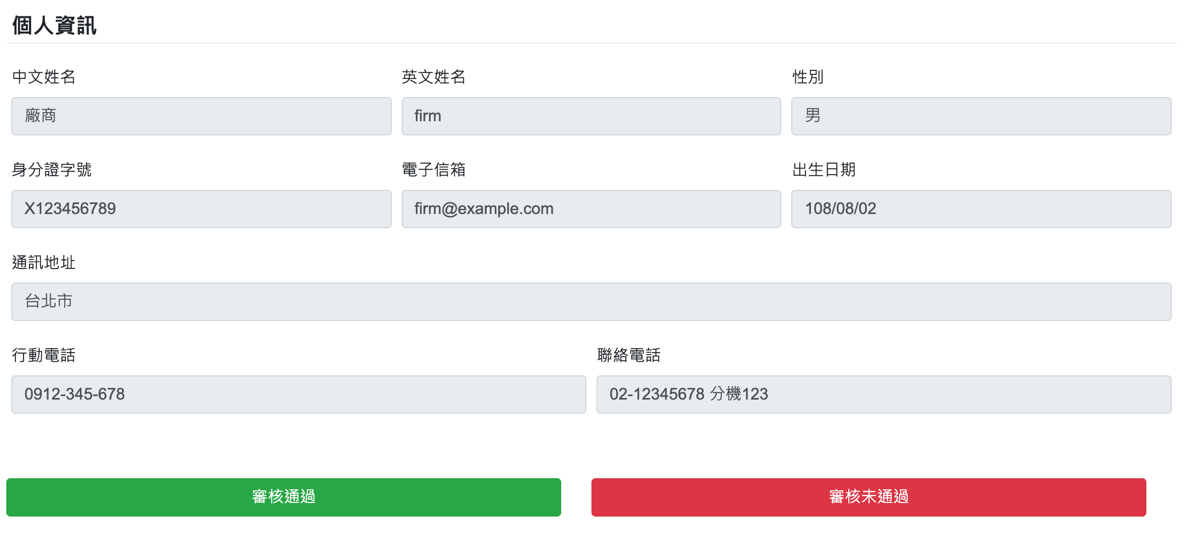 個人資訊
中文姓名 英文姓名 性別
廠商 firm 男
身分證字號 電子信箱 出生日期
X123456789 firm@example.com 108/08/02
通訊地址
台北市
行動電話 聯絡電話
0912-345-678 02-12345678 分機123
審核通過 審核未通過